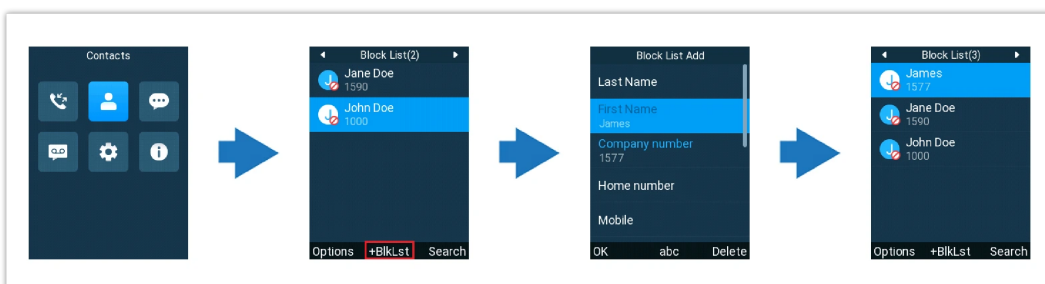 Contacts
Block List(2)
Jane Doe
1590
John Doe
1000
Options +BlkLst Search
Block List Add
Last Name
First Name
James
Company number
1577
Home number
Mobile
OK abc Delete
Block List(3)
James
1577
Jane Doe
1590
John Doe
1000
Options +BlkLst Search